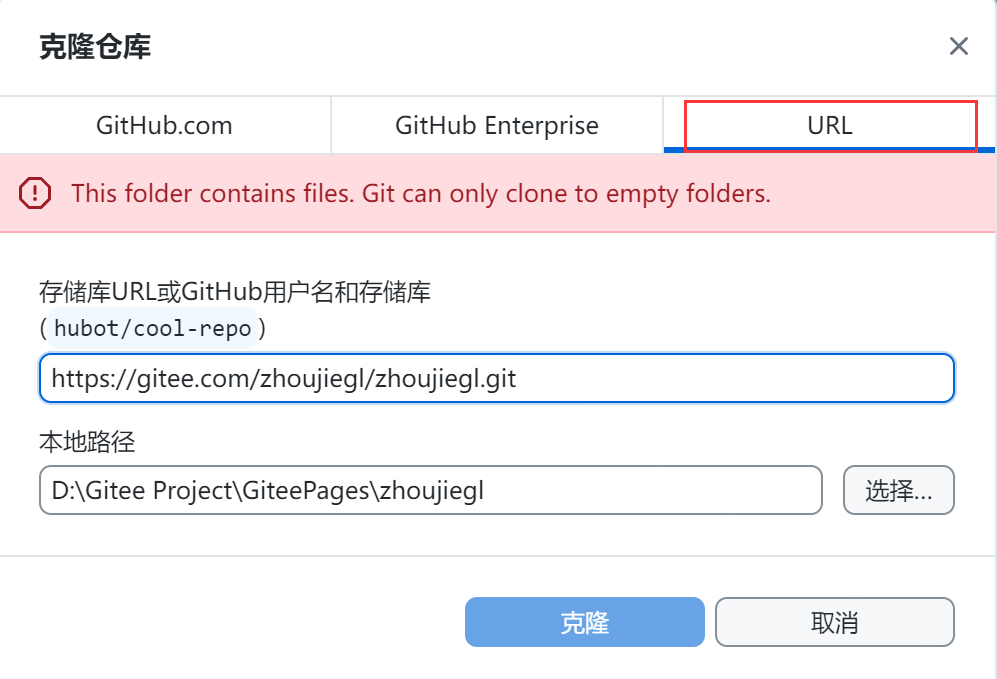 克隆仓库
GitHub.com
GitHub Enterprise
URL
This folder contains files. Git can only clone to empty folders.
存储库URL或GitHub用户名和存储库
(hubot/cool-repo)
https://gitee.com/zhoujiegl/zhoujiegl.git
本地路径
D:\Gitee Project\GiteePages\zhoujiegl
选择...
克隆
取消